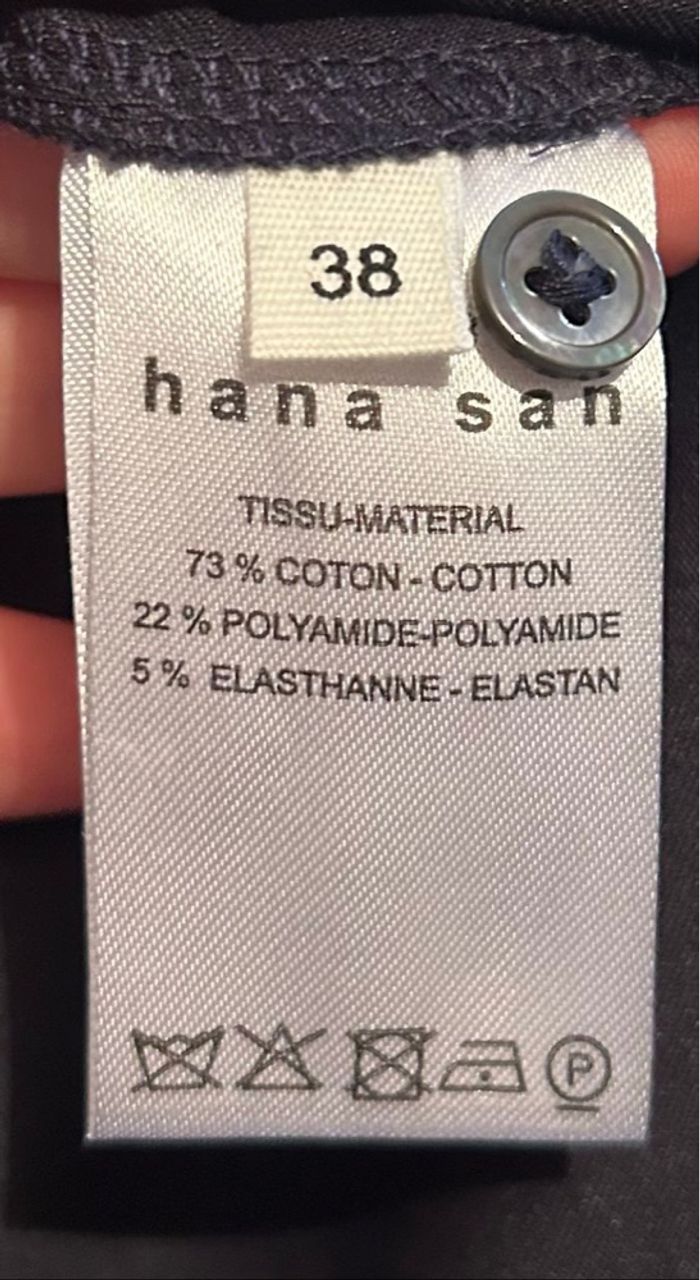 38
hana san
TISSU-MATERIAL
73 % COTON - COTTON
22 % POLYAMIDE-POLYAMIDE
5 % ELASTHANNE - ELASTAN
P